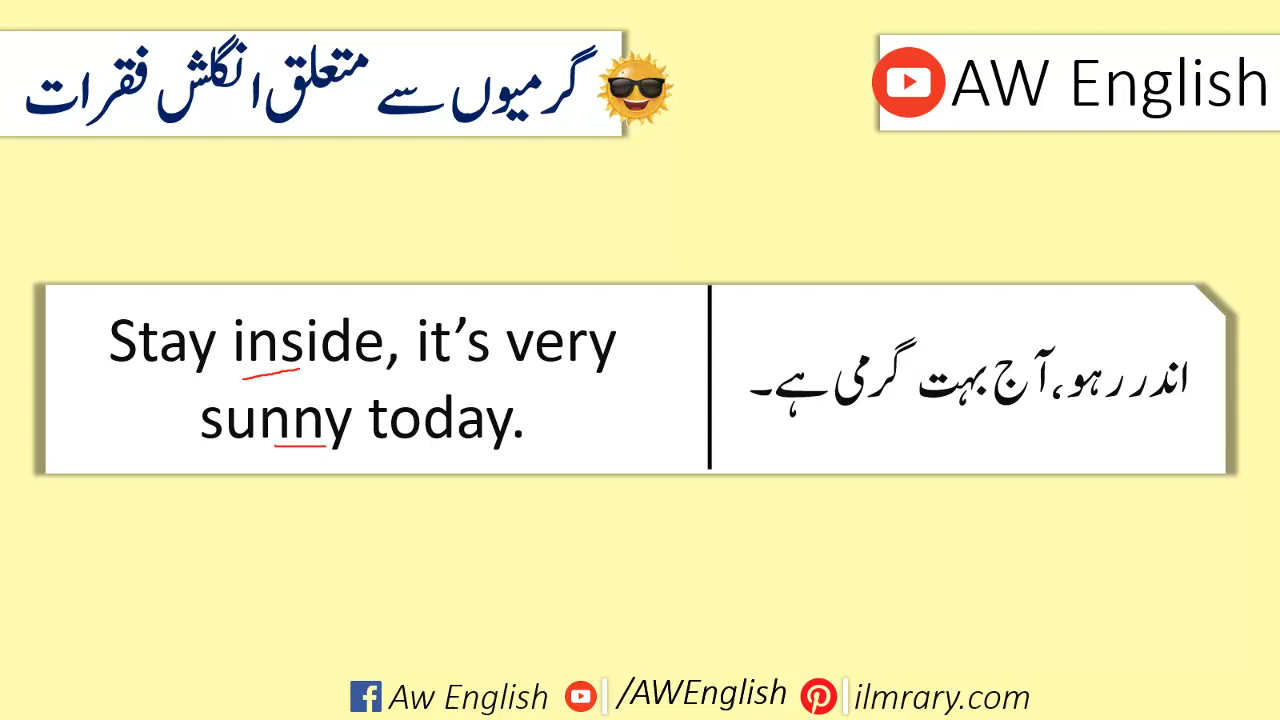 گرمیوں سے متعلق انگلش فقرات
AW English
Stay inside, it’s very
sunny today.
اندر رہو، آج بہت گرمی ہے۔
Aw English
/AWEnglish
ilmrary.com